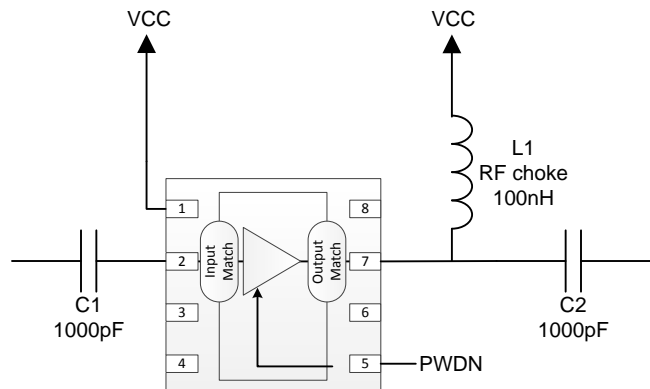 VCC
VCC
L1
RF choke
100nH
1
8
2
Input
Match
Output
Match
7
C1
1000pF
3
6
C2
1000pF
4
5
PWDN